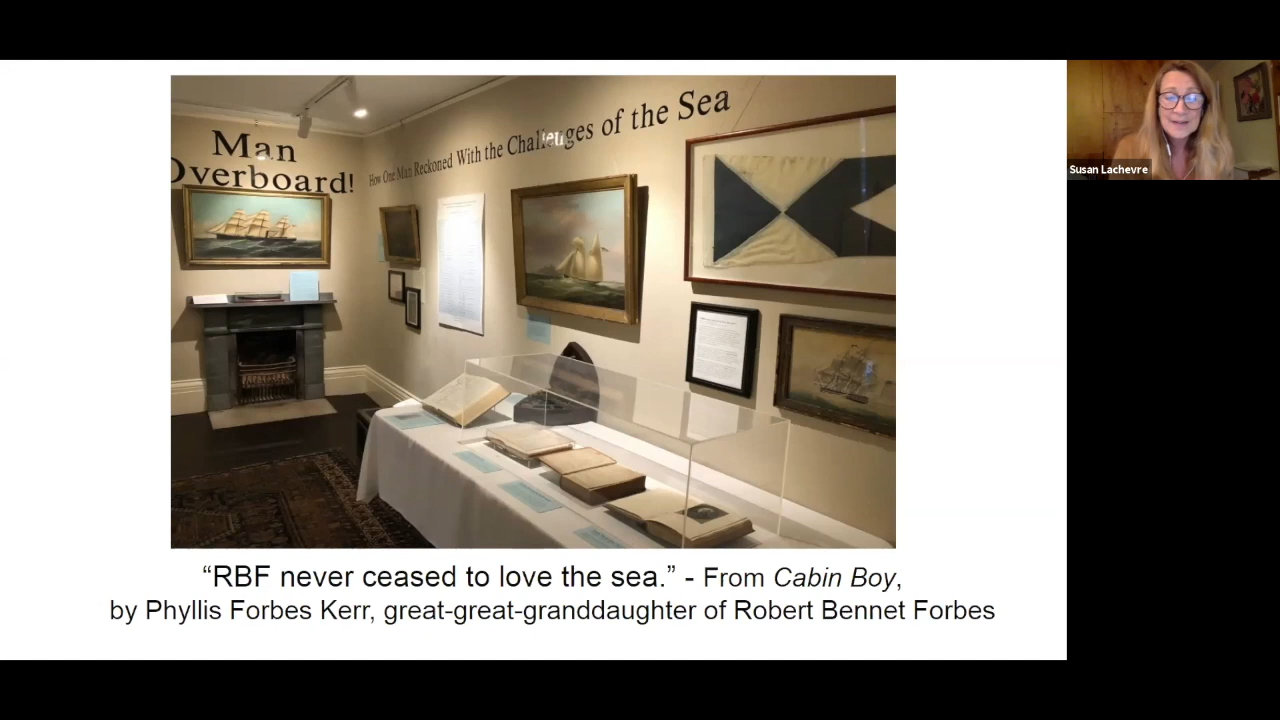 Man
Overboard!
How One Man Reckoned With the Challenges of the Sea
“RBF never ceased to love the sea.” - From Cabin Boy,
by Phyllis Forbes Kerr, great-great-granddaughter of Robert Bennet Forbes
Susan Lachevre